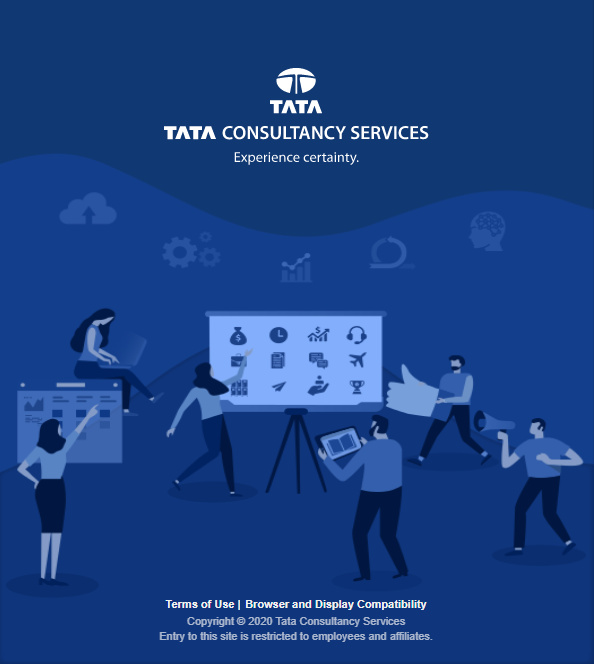 TATA
TATA CONSULTANCY SERVICES
Experience certainty.
Terms of Use | Browser and Display Compatibility
Copyright © 2020 Tata Consultancy Services
Entry to this site is restricted to employees and affiliates.